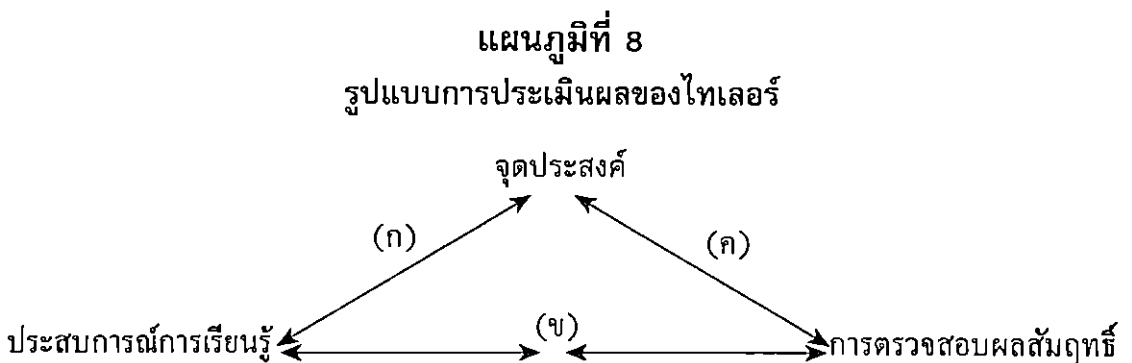 แผนภูมิที่ 8
รูปแบบการประเมินผลของไทเลอร์
จุดประสงค์
(ก) (ค)
(ข)
ประสบการณ์การเรียนรู้ การตรวจสอบผลสัมฤทธิ์